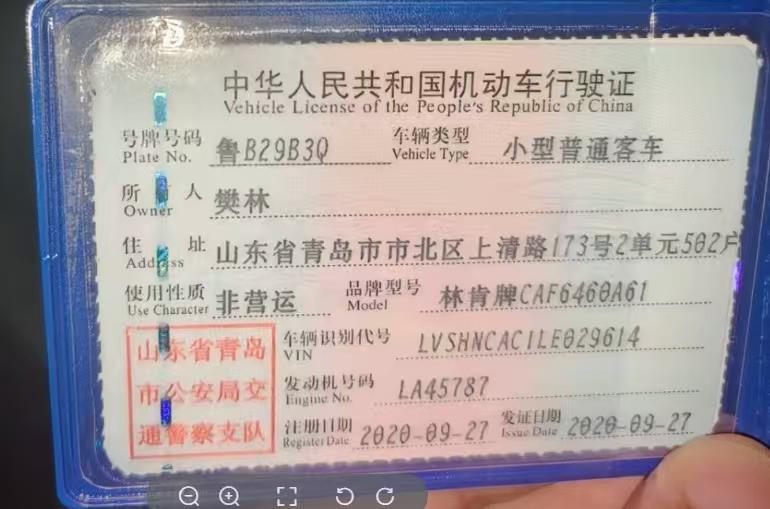 中华人民共和国机动车行驶证
Vehicle License of the People's Republic of China
号牌号码 鲁B29B3Q 车辆类型 小型普通客车
Plate No. Vehicle Type
所有人 樊林
Owner
住址 山东省青岛市市北区上清路173号2单元502户
Address
使用性质 非营运 品牌型号 林肯牌CAF6460A61
Use Character Model
车辆识别代号 LVSHNCAC1LE029614
VIN
发动机号码 LA45787
Engine No.
注册日期 2020-09-27 发证日期 2020-09-27
Register Date Issue Date
山东省青岛
市公安局交
通警察支队